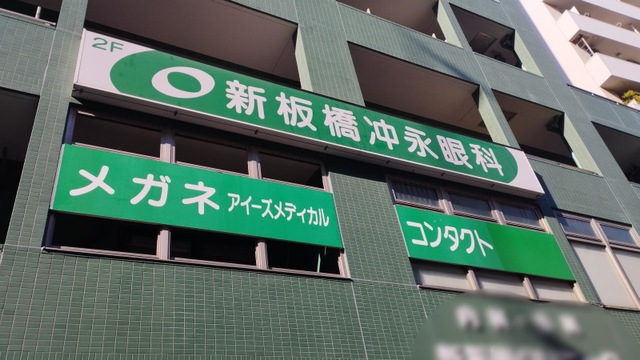 2F
新板橋冲永眼科
メガネ アイーズメディカル
コンタクト